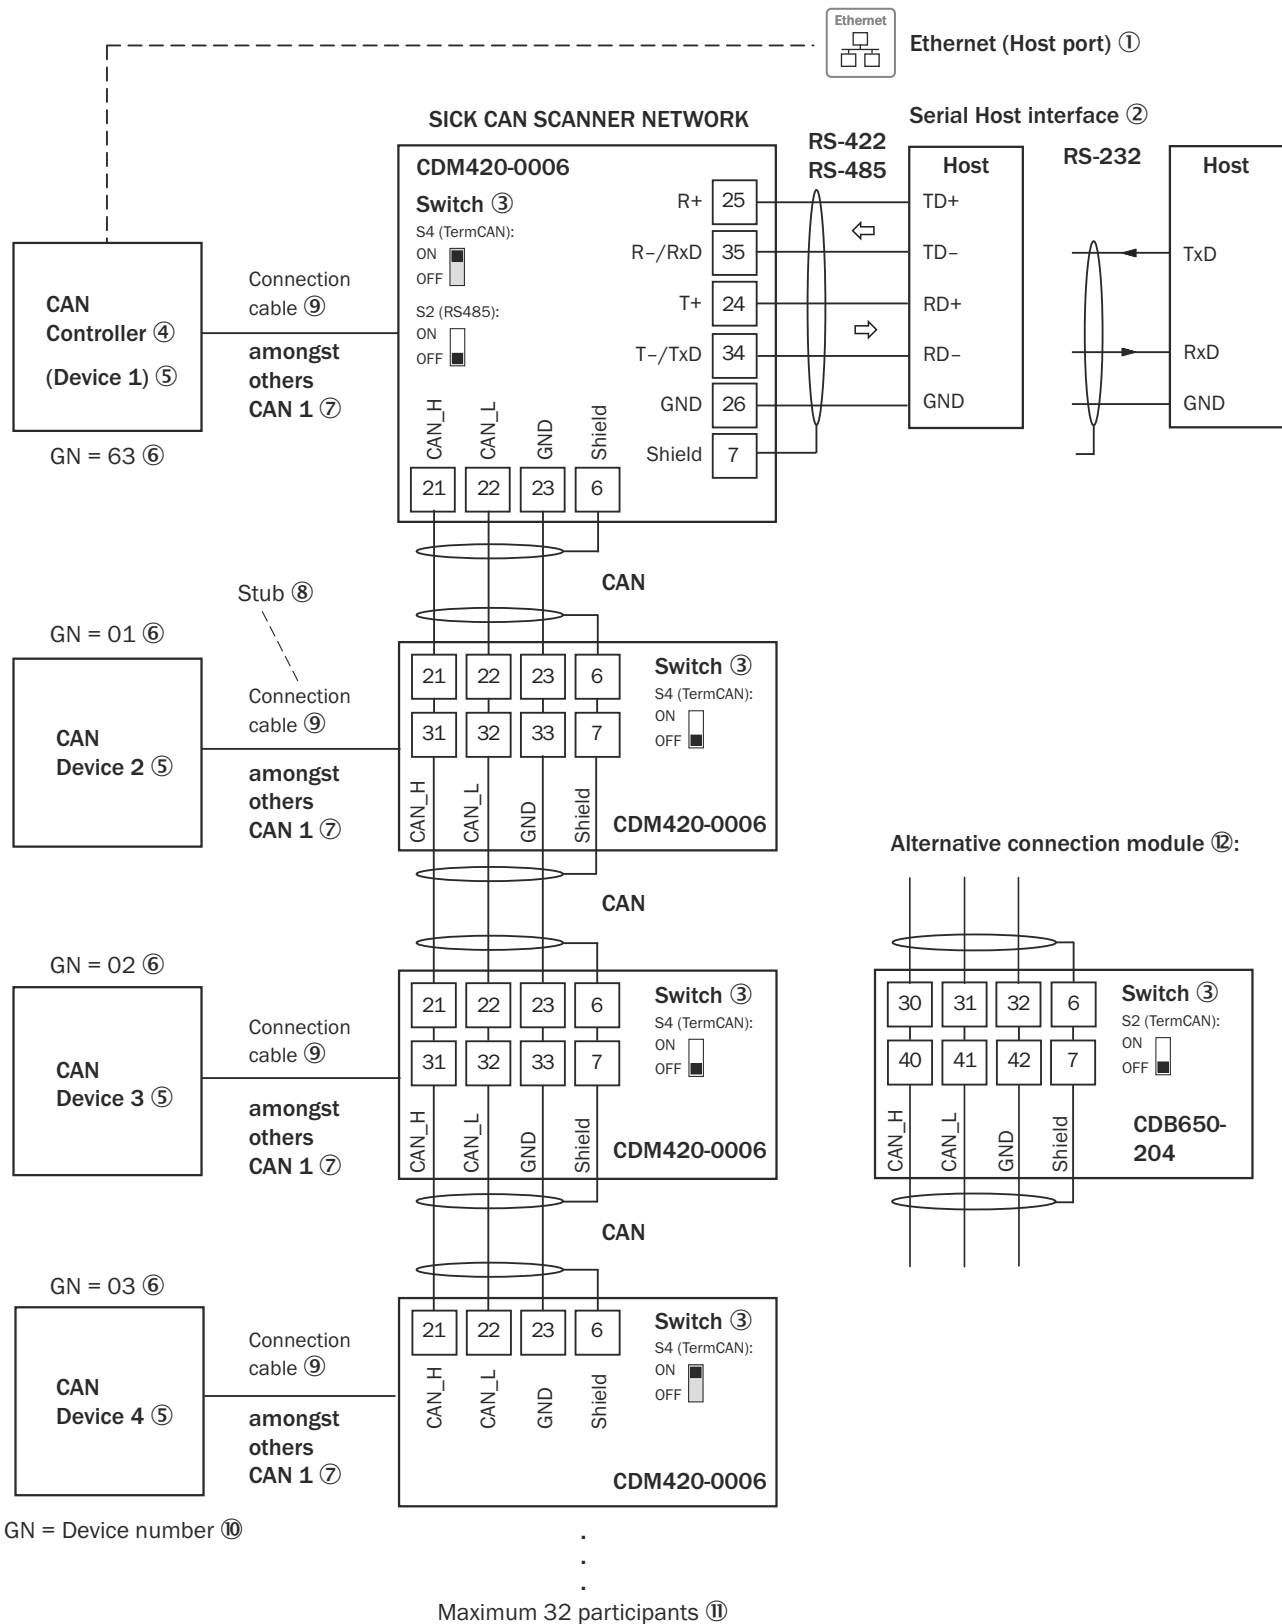 Ethernet
Ethernet (Host port) ①
SICK CAN SCANNER NETWORK
Serial Host interface ②
RS-422
RS-485
RS-232
CDM420-0006
Switch ③
S4 (TermCAN):
ON
OFF
S2 (RS485):
ON
OFF
R+ 25
R–/RxD 35
T+ 24
T–/TxD 34
GND 26
Shield 7
Host
TD+
TD–
RD+
RD–
GND
Host
TxD
RxD
GND
CAN
Controller ④
(Device 1) ⑤
GN = 63 ⑥
Connection
cable ⑨
amongst
others
CAN 1 ⑦
CAN_H
CAN_L
GND
Shield
21 22 23 6
CAN
Stub ⑧
GN = 01 ⑥
CAN
Device 2 ⑤
Connection
cable ⑨
amongst
others
CAN 1 ⑦
21 22 23 6
31 32 33 7
CAN_H
CAN_L
GND
Shield
Switch ③
S4 (TermCAN):
ON
OFF
CDM420-0006
CAN
GN = 02 ⑥
CAN
Device 3 ⑤
Connection
cable ⑨
amongst
others
CAN 1 ⑦
21 22 23 6
31 32 33 7
CAN_H
CAN_L
GND
Shield
Switch ③
S4 (TermCAN):
ON
OFF
CDM420-0006
CAN
Alternative connection module ⑫:
30 31 32 6
40 41 42 7
CAN_H
CAN_L
GND
Shield
Switch ③
S2 (TermCAN):
ON
OFF
CDB650-
204
GN = 03 ⑥
CAN
Device 4 ⑤
Connection
cable ⑨
amongst
others
CAN 1 ⑦
21 22 23 6
CAN_H
CAN_L
GND
Shield
Switch ③
S4 (TermCAN):
ON
OFF
CDM420-0006
GN = Device number ⑩
.
.
.
Maximum 32 participants ⑪